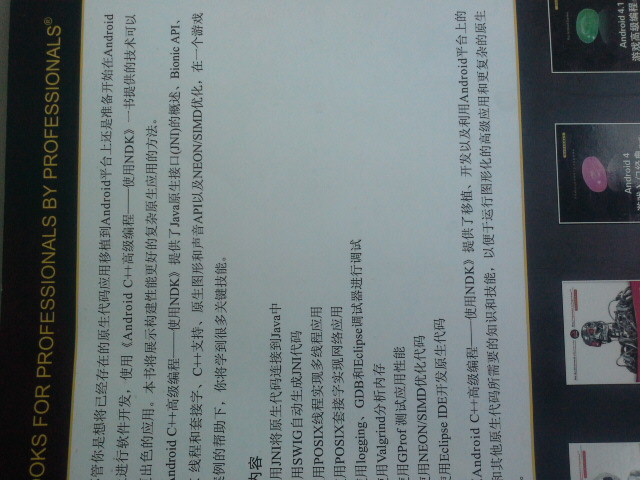 OOKS FOR PROFESSIONALS BY PROFESSIONALS®
管你是想将已经存在的原生代码应用移植到Android平台上还是准备开始在Android
进行软件开发，使用《Android C++高级编程——使用NDK》一书提供的技术可以
出色的应用。本书将展示构建性能更好的复杂原生应用的方法。
Android C++高级编程——使用NDK》提供了Java原生接口(JNI)的概述、Bionic API、
线程和套接字、C++支持、原生图形和声音API以及NEON/SIMD优化，在一个游戏
案例的帮助下，你将学到很多关键技能。
内容
用JNI将原生代码连接到Java中
用SWIG自动生成JNI代码
用POSIX线程实现多线程应用
用POSIX套接字实现网络应用
用logging、GDB和Eclipse调试器进行调试
使用Valgrind分析内存
使用GProf 测试应用性能
使用NEON/SIMD优化代码
使用Eclipse IDE开发原生代码
《Android C++高级编程——使用NDK》提供了移植、开发以及利用Android平台上的
和其他原生代码所需要的知识和技能，以便于运行图形化的高级应用和更复杂的原生
。
Android 4.1
游戏高级编程
Android 4